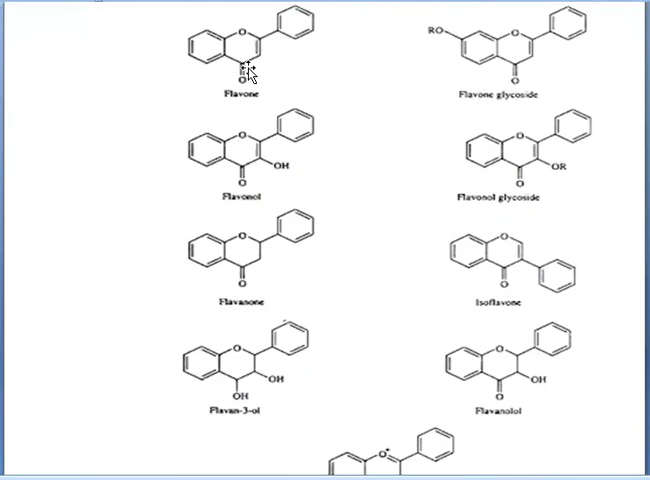 O
O
Flavone
RO
O
O
Flavone glycoside
O
OH
O
Flavonol
O
OR
O
Flavonol glycoside
O
O
Flavanone
O
O
Isoflavone
O
OH
OH
Flavan-3-ol
O
OH
O
Flavanolol
O+